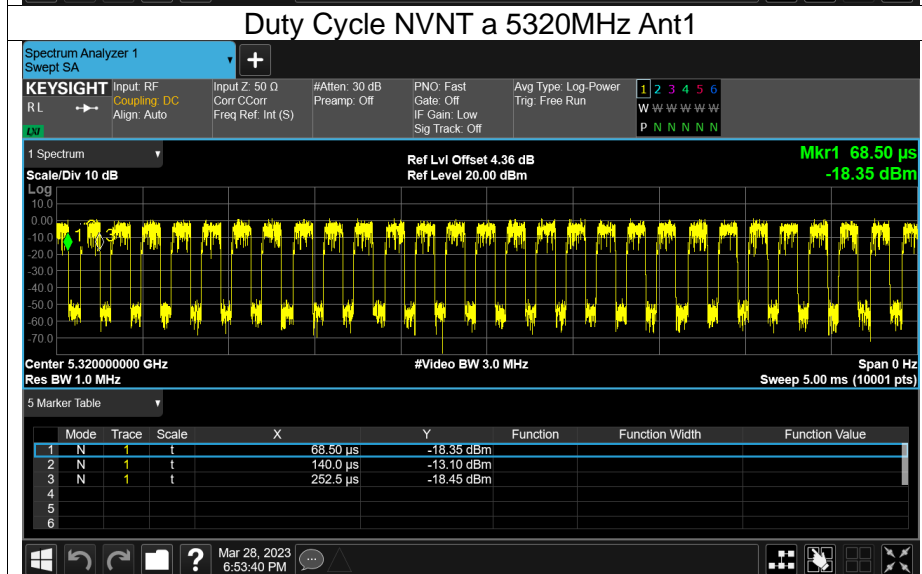 Duty Cycle NVNT a 5320MHz Ant1
Spectrum Analyzer 1
Swept SA
+
KEYSIGHT Input: RF Input Z: 50 Ω #Atten: 30 dB PNO: Fast Avg Type: Log-Power 1 2 3 4 5 6
R L Coupling: DC Corr CCorr Preamp: Off Gate: Off Trig: Free Run W W W W W W
Align: Auto Freq Ref: Int (S) IF Gain: Low
LXI Sig Track: Off P N N N N N
1 Spectrum Ref Lvl Offset 4.36 dB Mkr1 68.50 µs
Scale/Div 10 dB Ref Level 20.00 dBm -18.35 dBm
Log
10.0
0.00
-10.0 1 3
-20.0
-30.0
-40.0
-50.0
-60.0
-70.0
Center 5.320000000 GHz #Video BW 3.0 MHz Span 0 Hz
Res BW 1.0 MHz Sweep 5.00 ms (10001 pts)
5 Marker Table
Mode Trace Scale X Y Function Function Width Function Value
1 N 1 t 68.50 µs -18.35 dBm
2 N 1 t 140.0 µs -13.10 dBm
3 N 1 t 252.5 µs -18.45 dBm
4
5
6
? Mar 28, 2023
6:53:40 PM